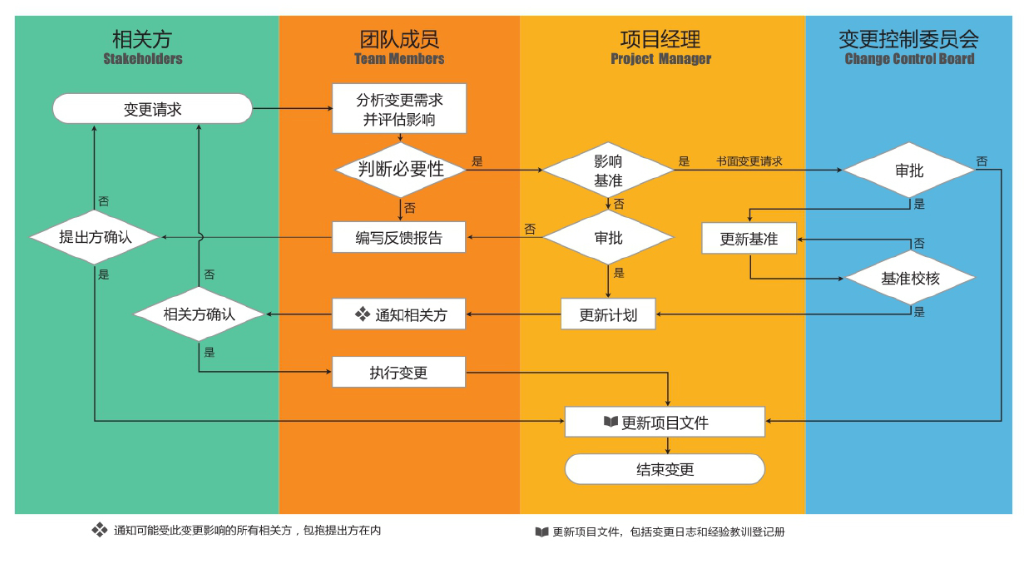 相关方
Stakeholders
团队成员
Team Members
项目经理
Project Manager
变更控制委员会
Change Control Board
变更请求
分析变更需求
并评估影响
判断必要性
是
影响
基准
是
书面变更请求
审批
否
否
否
否
是
提出方确认
编写反馈报告
否
审批
更新基准
否
是
否
是
基准校核
相关方确认
通知相关方
更新计划
是
是
执行变更
更新项目文件
结束变更
通知可能受此变更影响的所有相关方，包括提出方在内
更新项目文件，包括变更日志和经验教训登记册